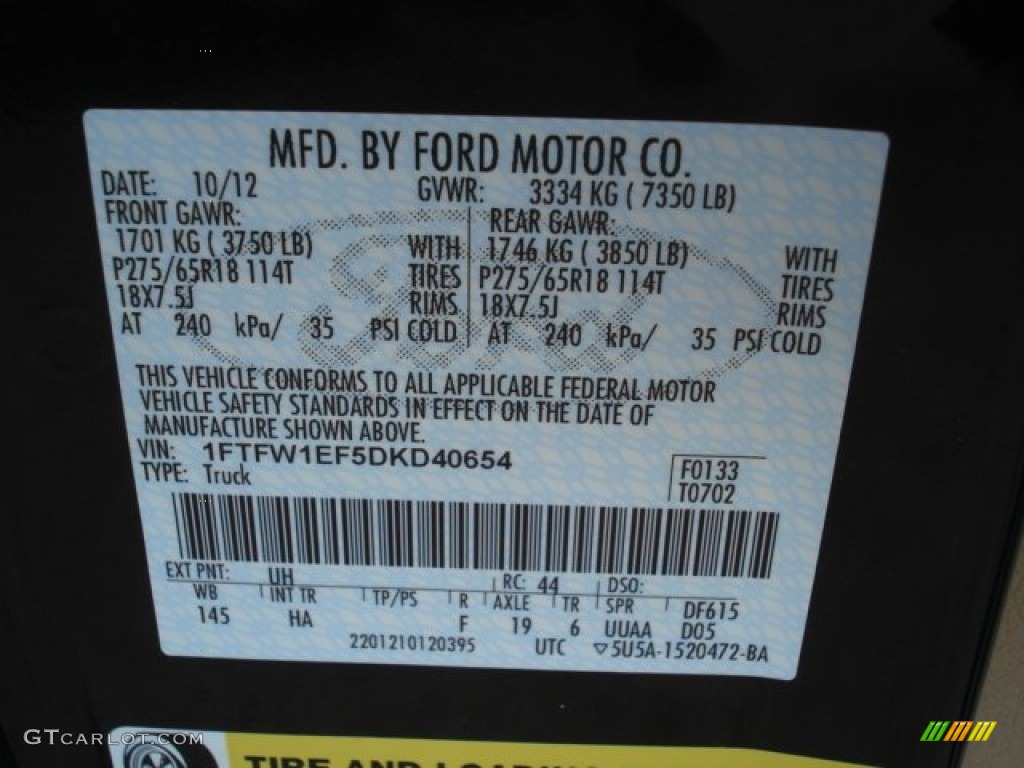 MFD. BY FORD MOTOR CO.
DATE: 10/12 GVWR: 3334 KG ( 7350 LB)
FRONT GAWR: REAR GAWR:
1701 KG ( 3750 LB) WITH 1746 KG ( 3850 LB) WITH
P275/65R18 114T TIRES P275/65R18 114T TIRES
18X7.5J RIMS 18X7.5J RIMS
AT 240 kPa/ 35 PSI COLD AT 240 kPa/ 35 PSI COLD
Ford
THIS VEHICLE CONFORMS TO ALL APPLICABLE FEDERAL MOTOR
VEHICLE SAFETY STANDARDS IN EFFECT ON THE DATE OF
MANUFACTURE SHOWN ABOVE.
VIN: 1FTFW1EF5DKD40654
TYPE: Truck
F0133
T0702
EXT PNT: UH RC: 44 DSO:
WB INT TR TP/PS R AXLE TR SPR DF615
145 HA F 19 6 UUAA D05
2201210120395 UTC ▽5U5A-1520472-BA
GTCARLOT.COM
TIRE AND LOADING